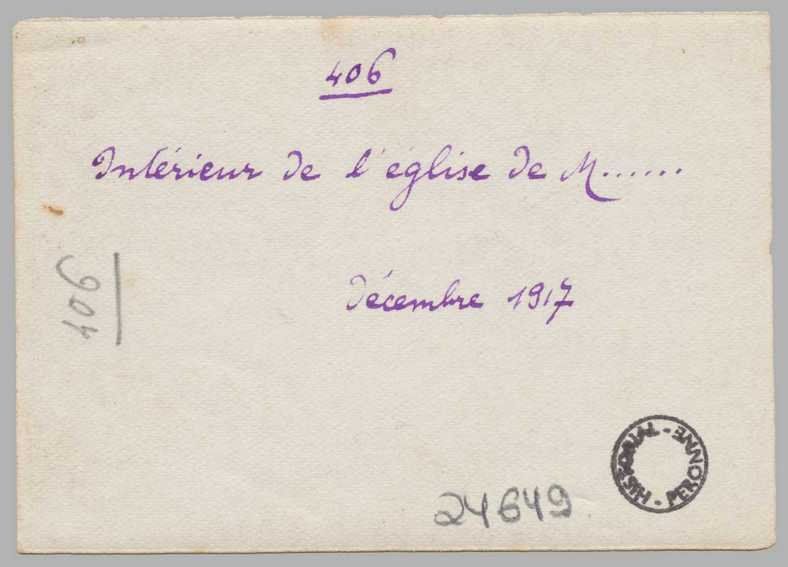 406
Intérieur de l'église de M......
décembre 1917
406
24649
HISTORIAL - PERONNE -